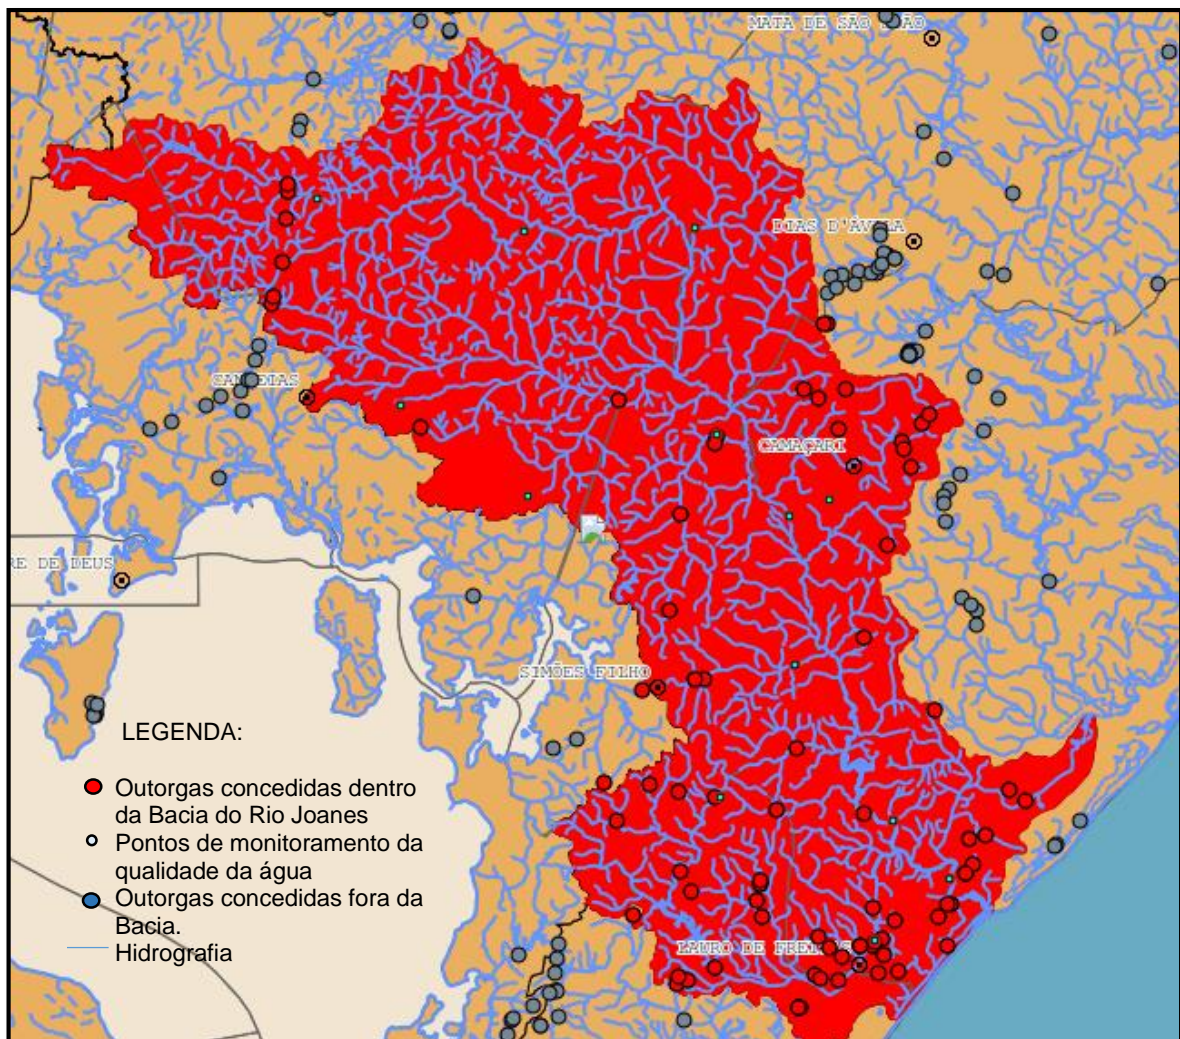 MATA DE SÃO JOÃO
DIAS D'ÁVILA
CANDEIAS
CAMAÇARI
RE DE DEUS
SIMÕES FILHO
LEGENDA:
Outorgas concedidas dentro
da Bacia do Rio Joanes
Pontos de monitoramento da
qualidade da água
Outorgas concedidas fora da
Bacia.
Hidrografia
LAURO DE FREITAS